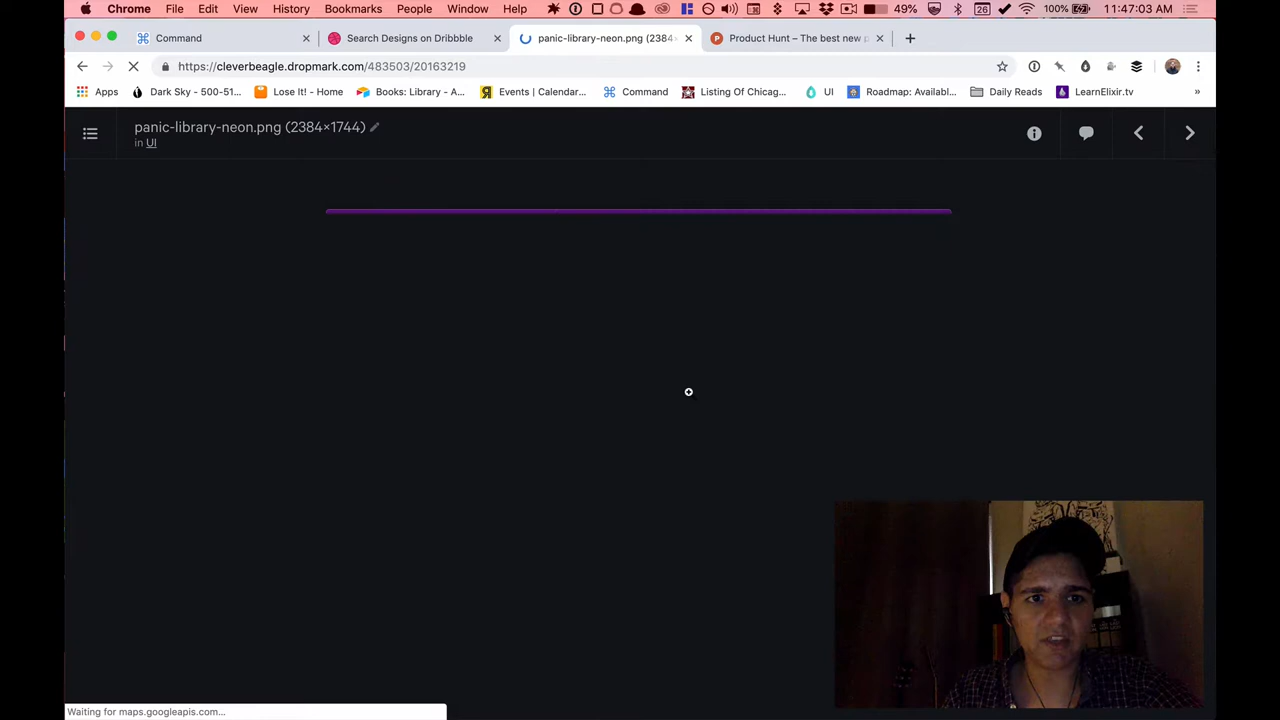 Chrome File Edit View History Bookmarks People Window Help 49% 26 100% 11:47:03 AM
Command Search Designs on Dribbble panic-library-neon.png (2384 Product Hunt – The best new p
https://cleverbeagle.dropmark.com/483503/20163219
Apps Dark Sky - 500-51... Lose It! - Home Books: Library - A... Events | Calendar... Command Listing Of Chicag... UI Roadmap: Availabl... Daily Reads LearnElixir.tv »
panic-library-neon.png (2384×1744)
in UI
Waiting for maps.googleapis.com...